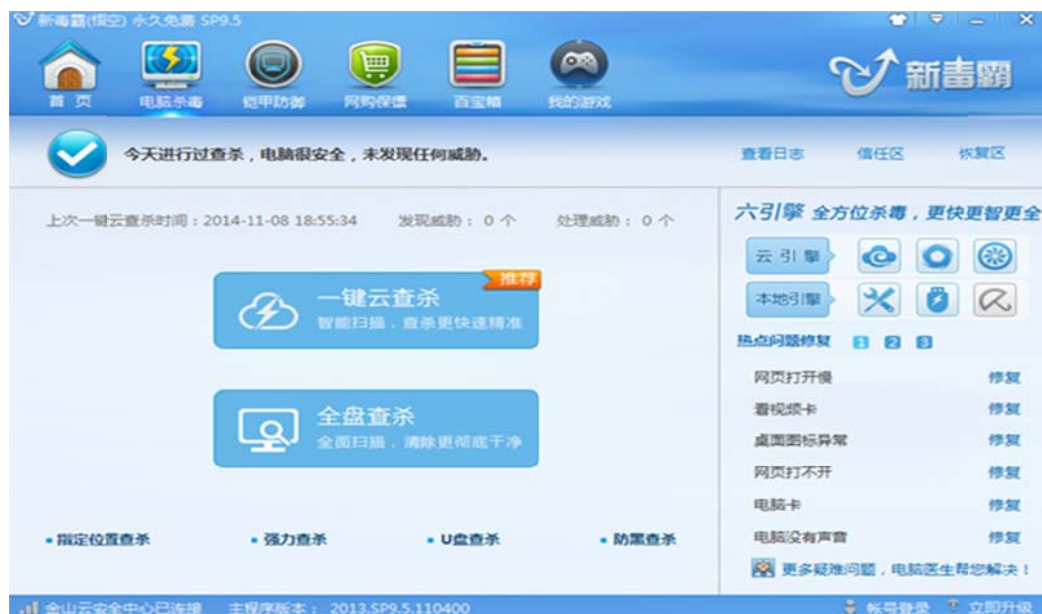 新毒霸(悟空) 永久免费 SP9.5
首页 电脑杀毒 铠甲防御 网购保镖 百宝箱 我的游戏
新毒霸
今天进行过查杀，电脑很安全，未发现任何威胁。 查看日志 信任区 恢复区
上次一键云查杀时间：2014-11-08 18:55:34 发现威胁：0 个 处理威胁：0 个
推荐
一键云查杀
智能扫描，查杀更快速精准
全盘查杀
全面扫描，清除更彻底干净
•指定位置查杀 •强力查杀 •U盘查杀 •防黑查杀
六引擎 全方位杀毒，更快更智更全
云引擎
本地引擎
热点问题修复 1 2 3
网页打开慢 修复
看视频卡 修复
桌面图标异常 修复
网页打不开 修复
电脑卡 修复
电脑没有声音 修复
更多疑难问题，电脑医生帮您解决！
金山云安全中心已连接 主程序版本：2013.SP9.5.110400 帐号登录 立即升级